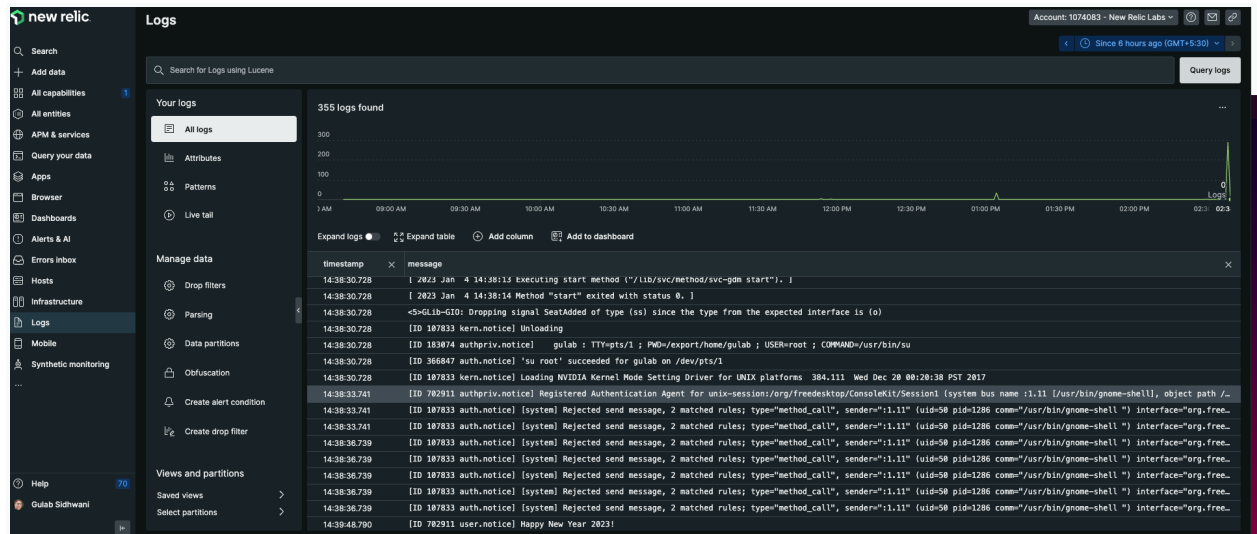 new relic
Search
Add data
All capabilities 1
All entities
APM & services
Query your data
Apps
Browser
Dashboards
Alerts & AI
Errors inbox
Hosts
Infrastructure
Logs
Mobile
Synthetic monitoring
...
Help 70
Gulab Sidhwani
Logs
Account: 1074083 - New Relic Labs
Since 6 hours ago (GMT+5:30)
Search for Logs using Lucene
Query logs
Your logs
All logs
Attributes
Patterns
Live tail
Manage data
Drop filters
Parsing
Data partitions
Obfuscation
Create alert condition
Create drop filter
Views and partitions
Saved views
Select partitions
355 logs found
...
300
200
100
0
0
Logs
AM 09:00 AM 09:30 AM 10:00 AM 10:30 AM 11:00 AM 11:30 AM 12:00 PM 12:30 PM 01:00 PM 01:30 PM 02:00 PM 02:3 02:3
Expand logs Expand table Add column Add to dashboard
timestamp message
14:38:30.728 [ 2023 Jan 4 14:38:13 Executing start method ("/lib/svc/method/svc-gdm start"). ]
14:38:30.728 [ 2023 Jan 4 14:38:14 Method "start" exited with status 0. ]
14:38:30.728 <5>GLib-GIO: Dropping signal SeatAdded of type (ss) since the type from the expected interface is (o)
14:38:30.728 [ID 107833 kern.notice] Unloading
14:38:30.728 [ID 183074 authpriv.notice] gulab : TTY=pts/1 ; PWD=/export/home/gulab ; USER=root ; COMMAND=/usr/bin/su
14:38:30.728 [ID 366847 auth.notice] 'su root' succeeded for gulab on /dev/pts/1
14:38:30.728 [ID 107833 kern.notice] Loading NVIDIA Kernel Mode Setting Driver for UNIX platforms 384.111 Wed Dec 20 00:20:38 PST 2017
14:38:33.741 [ID 702911 authpriv.notice] Registered Authentication Agent for unix-session:/org/freedesktop/ConsoleKit/Session1 (system bus name :1.11 [/usr/bin/gnome-shell], object path /…
14:38:33.741 [ID 107833 auth.notice] [system] Rejected send message, 2 matched rules; type="method_call", sender=":1.11" (uid=50 pid=1286 comm="/usr/bin/gnome-shell ") interface="org.free…
14:38:33.741 [ID 107833 auth.notice] [system] Rejected send message, 2 matched rules; type="method_call", sender=":1.11" (uid=50 pid=1286 comm="/usr/bin/gnome-shell ") interface="org.free…
14:38:36.739 [ID 107833 auth.notice] [system] Rejected send message, 2 matched rules; type="method_call", sender=":1.11" (uid=50 pid=1286 comm="/usr/bin/gnome-shell ") interface="org.free…
14:38:36.739 [ID 107833 auth.notice] [system] Rejected send message, 2 matched rules; type="method_call", sender=":1.11" (uid=50 pid=1286 comm="/usr/bin/gnome-shell ") interface="org.free…
14:38:36.739 [ID 107833 auth.notice] [system] Rejected send message, 2 matched rules; type="method_call", sender=":1.11" (uid=50 pid=1286 comm="/usr/bin/gnome-shell ") interface="org.free…
14:38:36.739 [ID 107833 auth.notice] [system] Rejected send message, 2 matched rules; type="method_call", sender=":1.11" (uid=50 pid=1286 comm="/usr/bin/gnome-shell ") interface="org.free…
14:38:36.739 [ID 107833 auth.notice] [system] Rejected send message, 2 matched rules; type="method_call", sender=":1.11" (uid=50 pid=1286 comm="/usr/bin/gnome-shell ") interface="org.free…
14:39:48.790 [ID 702911 user.notice] Happy New Year 2023!